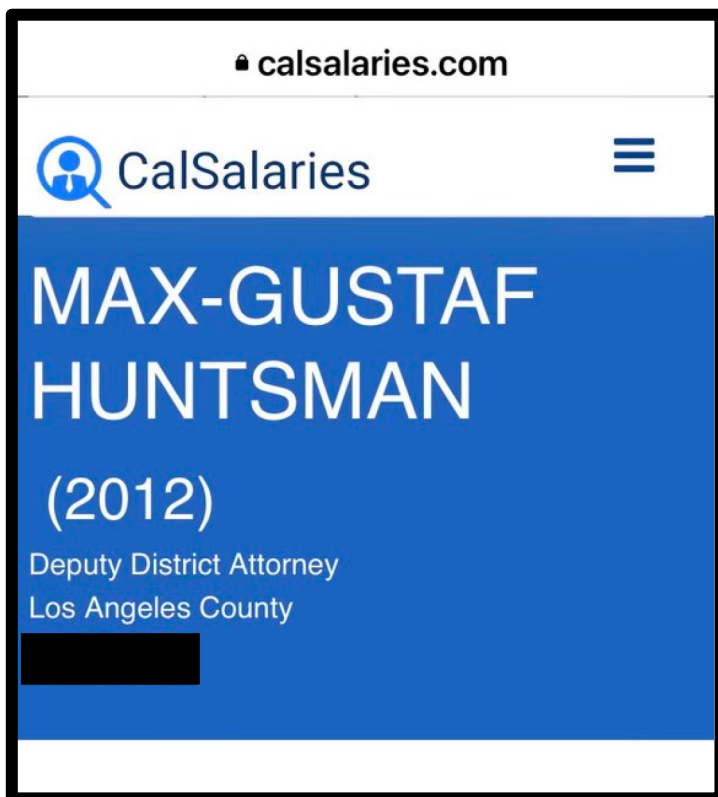 calsalaries.com
CalSalaries
MAX-GUSTAF
HUNTSMAN
(2012)
Deputy District Attorney
Los Angeles County